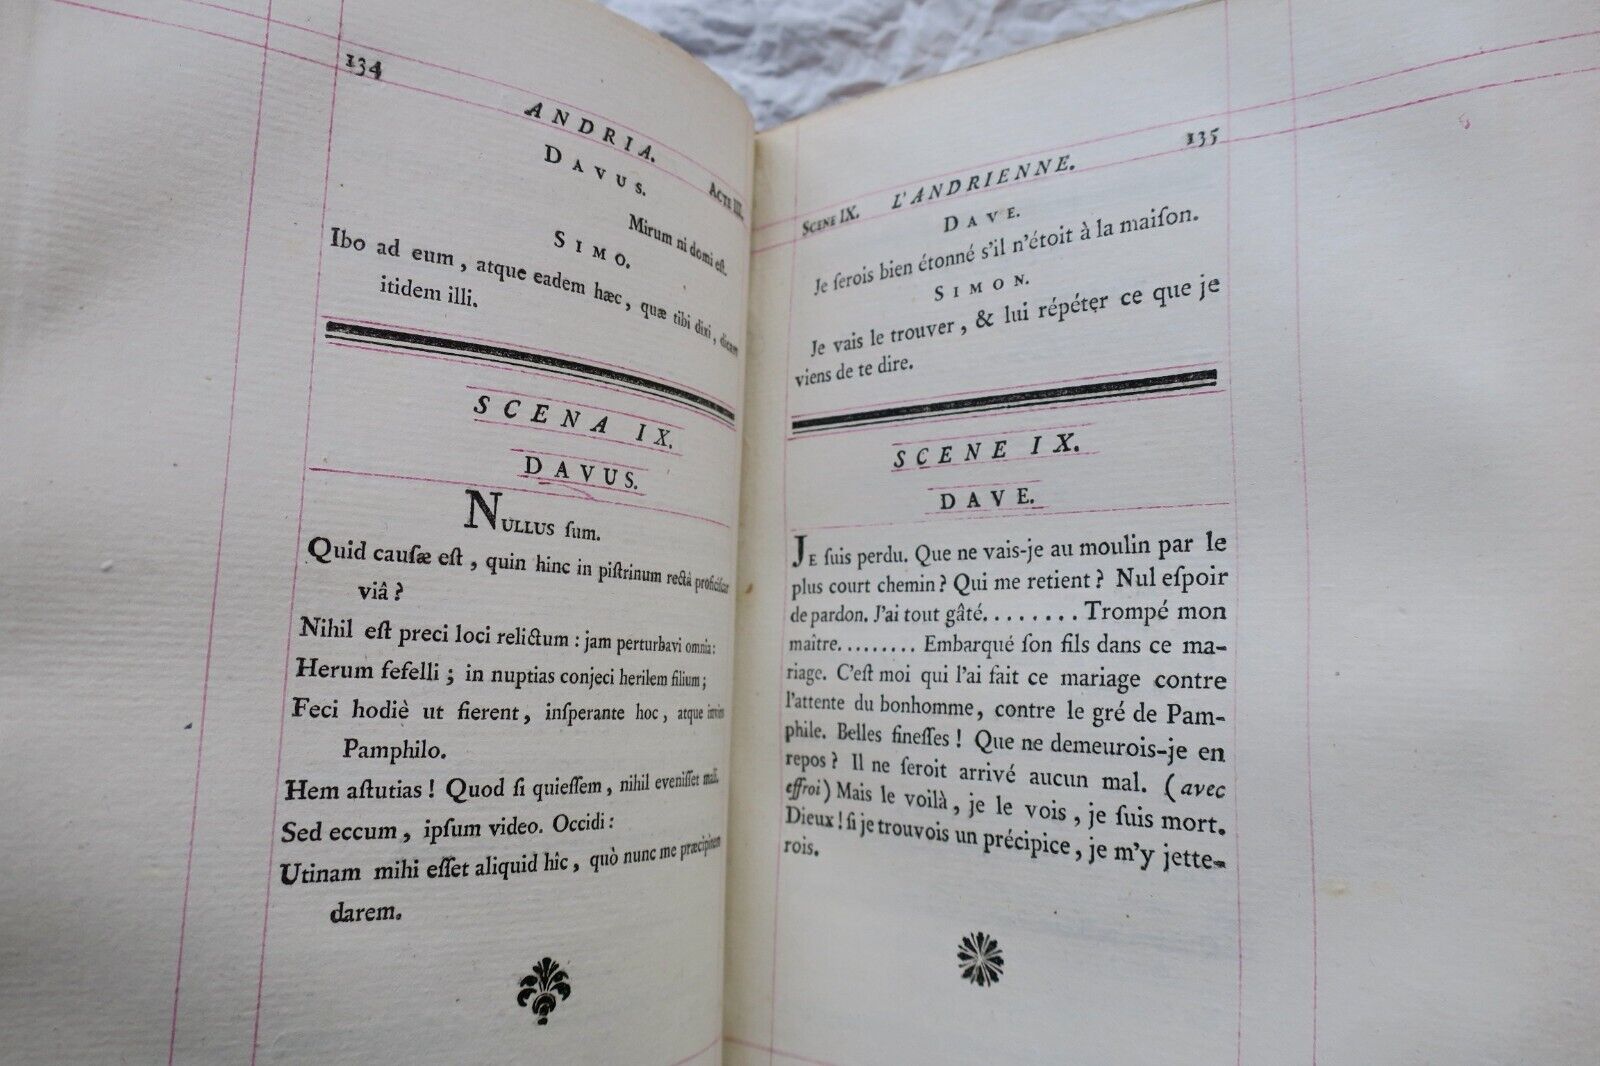 134
ANDRIA.
DAVUS. ACTE III.
Mirum ni domi eſt.
SIMO.
Ibo ad eum, atque eadem hæc, quæ tibi dixi, dicam
itidem illi.
SCENA IX.
DAVUS.
NULLUS ſum.
Quid cauſæ eſt, quin hinc in piſtrinum rectâ proficiſcar
viâ?
Nihil eſt preci loci relictum : jam perturbavi omnia:
Herum fefelli ; in nuptias conjeci herilem filium ;
Feci hodiè ut fierent, inſperante hoc, atque invito
Pamphilo.
Hem aſtutias ! Quod ſi quieſſem, nihil eveniſſet mali.
Sed eccum, ipſum video. Occidi :
Utinam mihi eſſet aliquid hîc, quò nunc me præcipitem
darem.
135
SCENE IX. L'ANDRIENNE.
DAVE.
Je ſerois bien étonné s'il n'étoit à la maiſon.
SIMON.
Je vais le trouver, & lui répéter ce que je
viens de te dire.
SCENE IX.
DAVE.
JE ſuis perdu. Que ne vais-je au moulin par le
plus court chemin ? Qui me retient ? Nul eſpoir
de pardon. J'ai tout gâté........ Trompé mon
maître......... Embarqué ſon fils dans ce ma-
riage. C'eſt moi qui l'ai fait ce mariage contre
l'attente du bonhomme, contre le gré de Pam-
phile. Belles fineſſes ! Que ne demeurois-je en
repos ? Il ne ſeroit arrivé aucun mal. (avec
effroi) Mais le voilà, je le vois, je ſuis mort.
Dieux ! ſi je trouvois un précipice, je m'y jette-
rois.